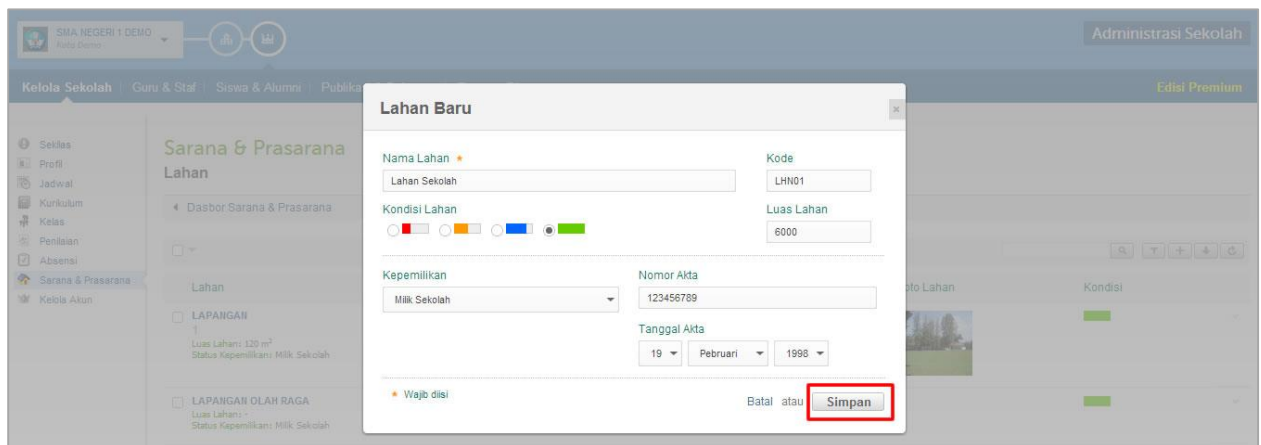 SMA NEGERI 1 DEMO
Kota Demo
Administrasi Sekolah
Kelola Sekolah Guru & Staf Siswa & Alumni Publika
Edisi Premium
Sekilas
Profil
Jadwal
Kurikulum
Kelas
Penilaian
Absensi
Sarana & Prasarana
Kelola Akun
Sarana & Prasarana
Lahan
Dasbor Sarana & Prasarana
Lahan
oto Lahan
Kondisi
LAPANGAN
1
Luas Lahan: 120 m²
Status Kepemilikan: Milik Sekolah
LAPANGAN OLAH RAGA
Luas Lahan: -
Status Kepemilikan: Milik Sekolah
Lahan Baru
Nama Lahan *
Kode
Lahan Sekolah
LHN01
Kondisi Lahan
Luas Lahan
6000
Kepemilikan
Nomor Akta
Milik Sekolah
123456789
Tanggal Akta
19 Pebruari 1998
* Wajib diisi
Batal atau Simpan